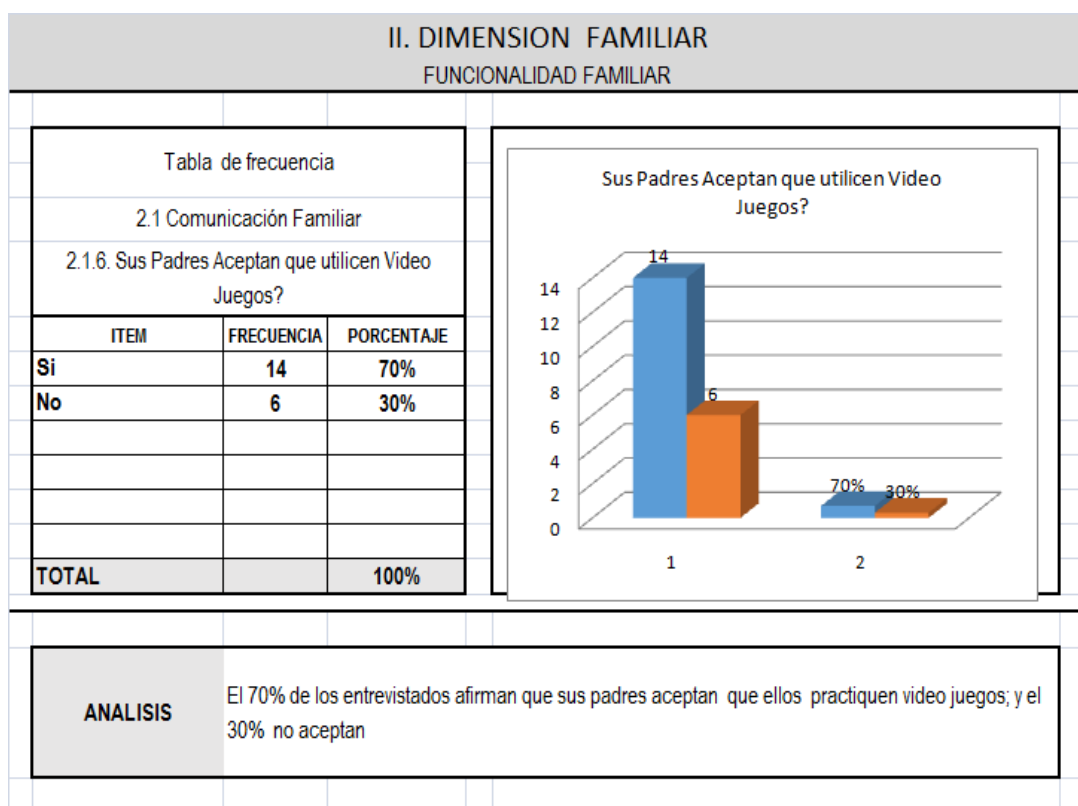 II. DIMENSION FAMILIAR
FUNCIONALIDAD FAMILIAR
Tabla de frecuencia
2.1 Comunicación Familiar
2.1.6. Sus Padres Aceptan que utilicen Video
Juegos?
ITEM FRECUENCIA PORCENTAJE
Si 14 70%
No 6 30%
TOTAL 100%
Sus Padres Aceptan que utilicen Video
Juegos?
14
12
10
8
6
4
2
0
14
6
70%
30%
1 2
ANALISIS
El 70% de los entrevistados afirman que sus padres aceptan que ellos practiquen video juegos; y el
30% no aceptan